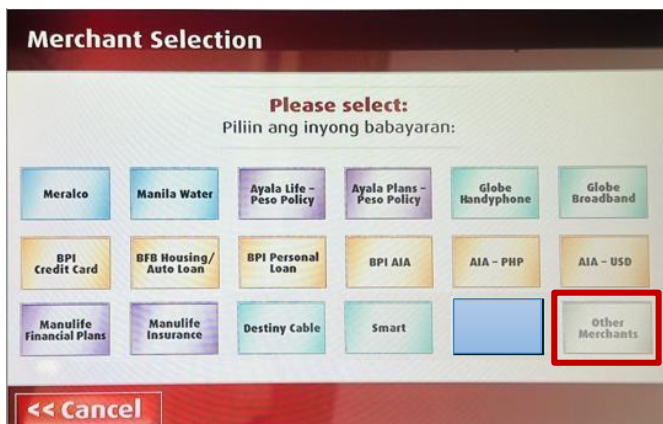 Merchant Selection
Please select:
Piliin ang inyong babayaran:
Meralco
Manila Water
Ayala Life –
Peso Policy
Ayala Plans –
Peso Policy
Globe
Handyphone
Globe
Broadband
BPI
Credit Card
BFB Housing/
Auto Loan
BPI Personal
Loan
BPI AIA
AIA – PHP
AIA – USD
Manulife
Financial Plans
Manulife
Insurance
Destiny Cable
Smart
Other
Merchants
<< Cancel